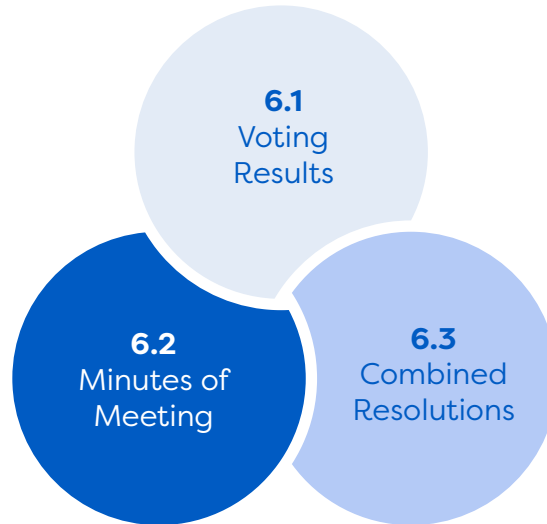 6.1
Voting
Results
6.2
Minutes of
Meeting
6.3
Combined
Resolutions